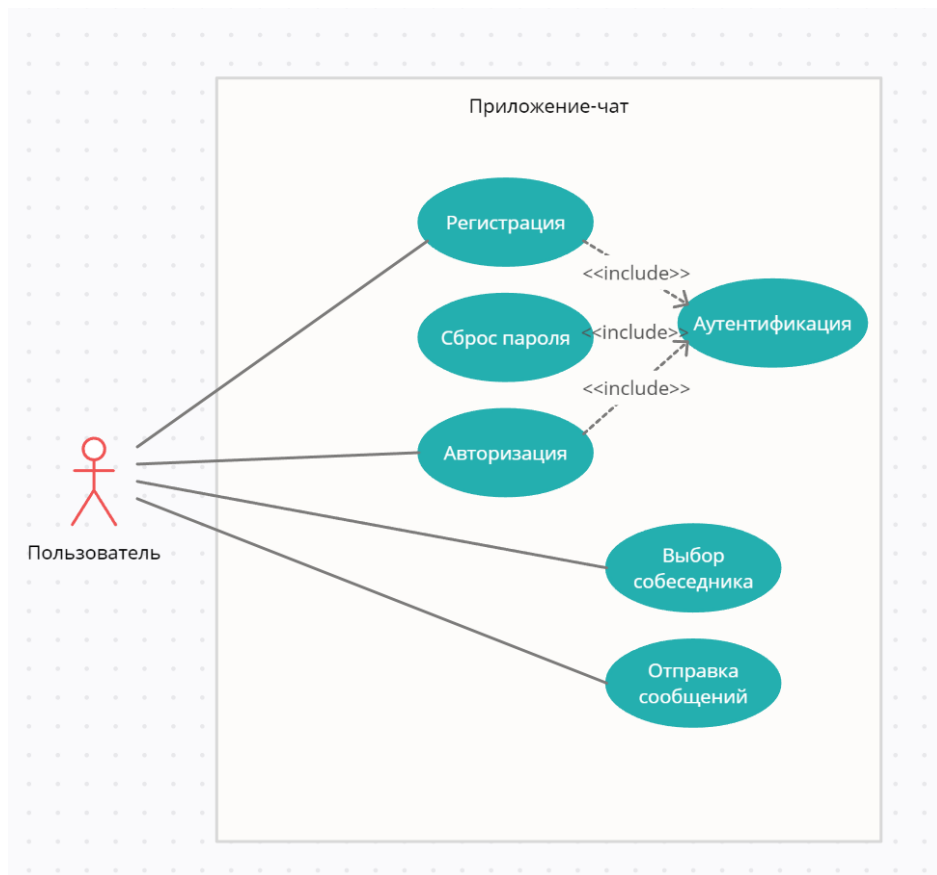 Приложение-чат
Регистрация
<<include>>
Аутентификация
Сброс пароля
<<include>>
<<include>>
Авторизация
Пользователь
Выбор
собеседника
Отправка
сообщений